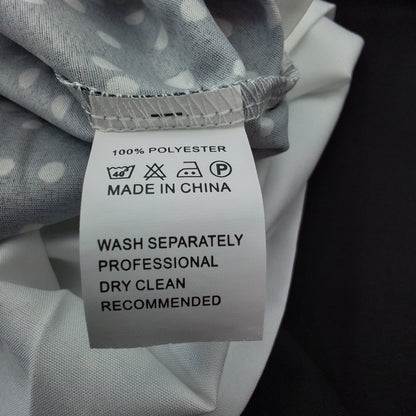 100% POLYESTER
40 P
MADE IN CHINA
WASH SEPARATELY
PROFESSIONAL
DRY CLEAN
RECOMMENDED